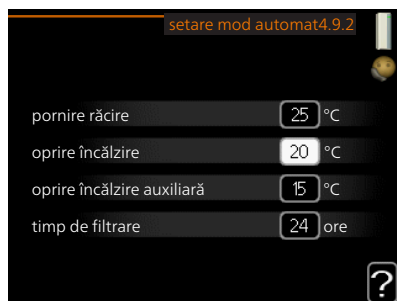 setare mod automat4.9.2
pornire răcire 25 °C
oprire încălzire 20 °C
oprire încălzire auxiliară 15 °C
timp de filtrare 24 ore
?